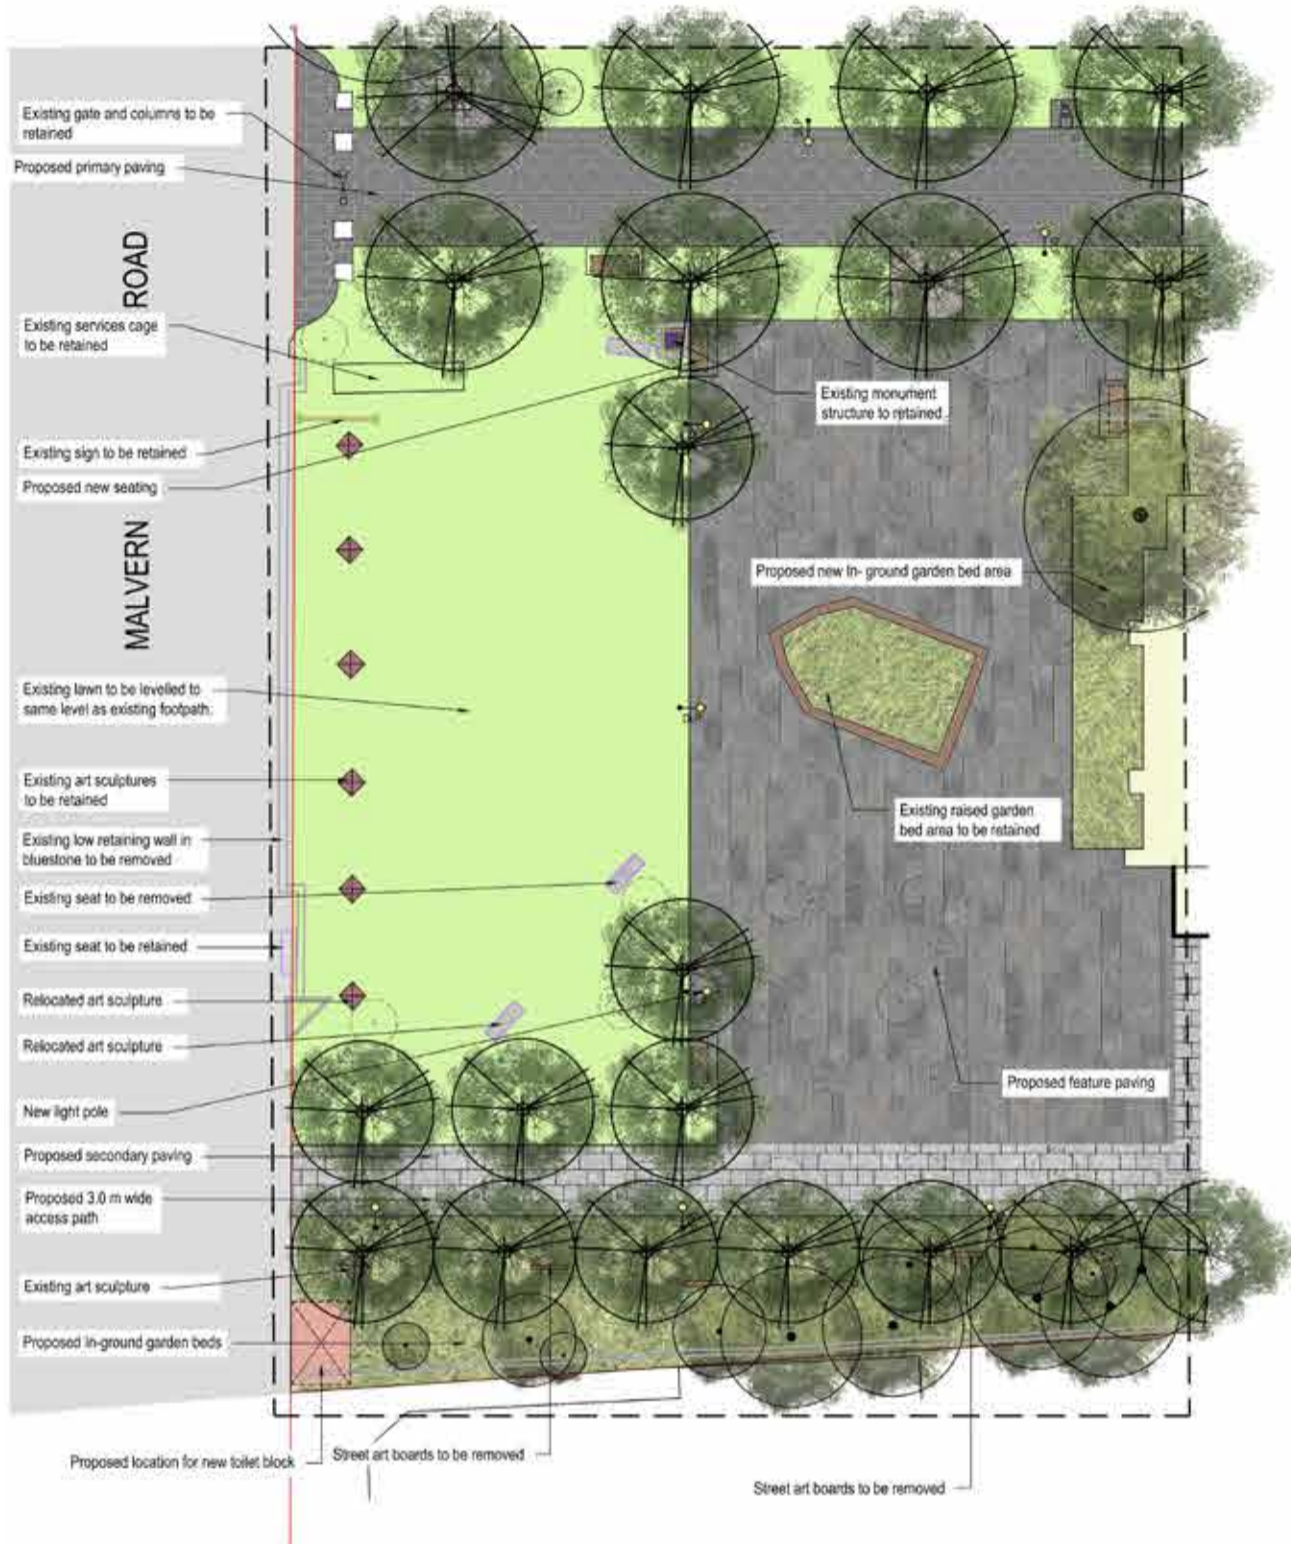 Existing gate and columns to be
retained
Proposed primary paving
ROAD
MALVERN
Existing services cage
to be retained
Existing monument
structure to retained
Existing sign to be retained
Proposed new seating
Proposed new In- ground garden bed area
Existing lawn to be levelled to
same level as existing footpath.
Existing art sculptures
to be retained
Existing raised garden
bed area to be retained
Existing low retaining wall in
bluestone to be removed
Existing seat to be removed
Existing seat to be retained
Relocated art sculpture
Relocated art sculpture
Proposed feature paving
New light pole
Proposed secondary paving
Proposed 3.0 m wide
access path
Existing art sculpture
Proposed In-ground garden beds
Proposed location for new toilet block
Street art boards to be removed
Street art boards to be removed